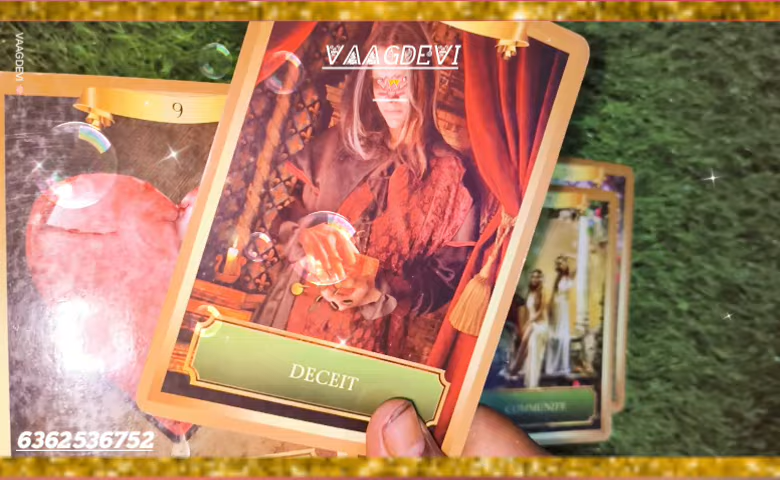 VAAGDEVI
VAAGDEVI
9
DECEIT
COMMUNITY
6362536752